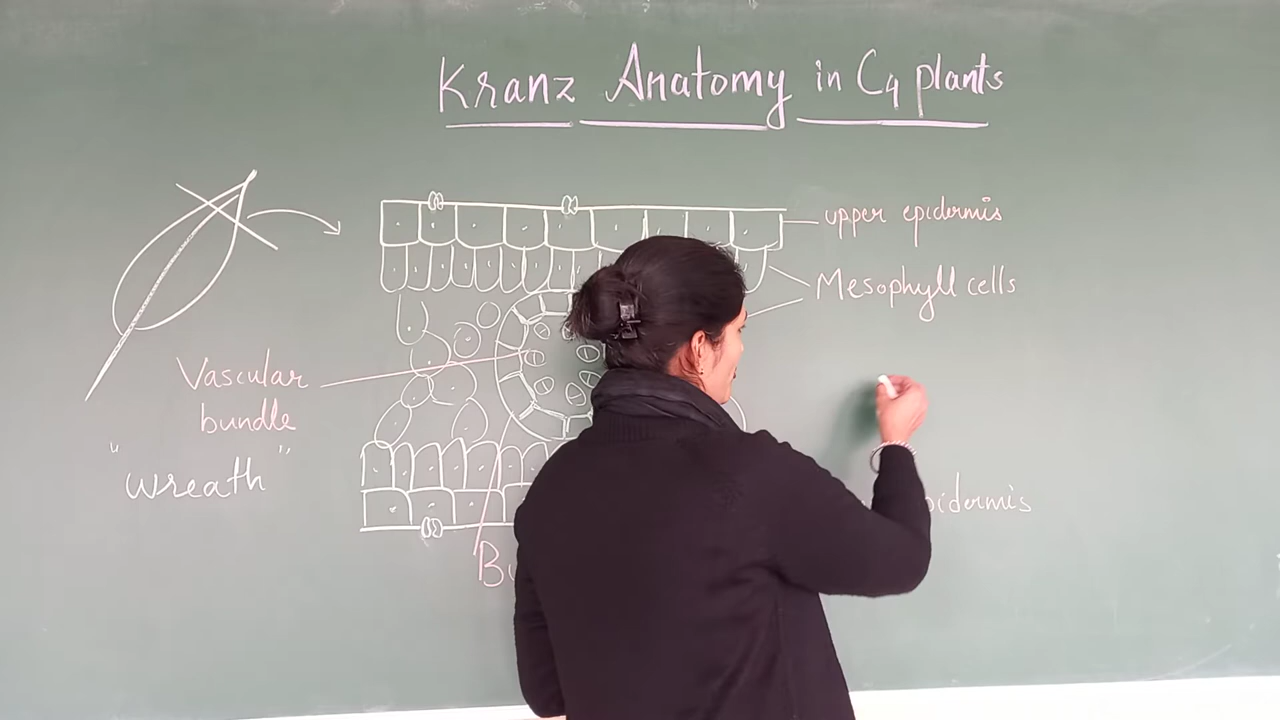 Kranz Anatomy in C4 plants
upper epidermis
Mesophyll cells
Vascular
bundle
"wreath"